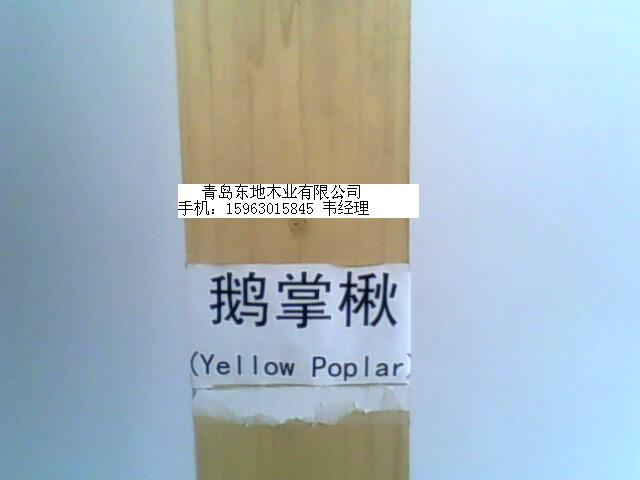 青岛东地木业有限公司
手机：15963015845 韦经理
鹅掌楸
(Yellow Poplar)